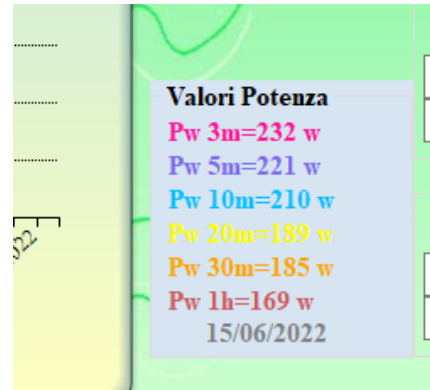 Valori Potenza
Pw 3m=232 w
Pw 5m=221 w
Pw 10m=210 w
Pw 20m=189 w
Pw 30m=185 w
Pw 1h=169 w
15/06/2022